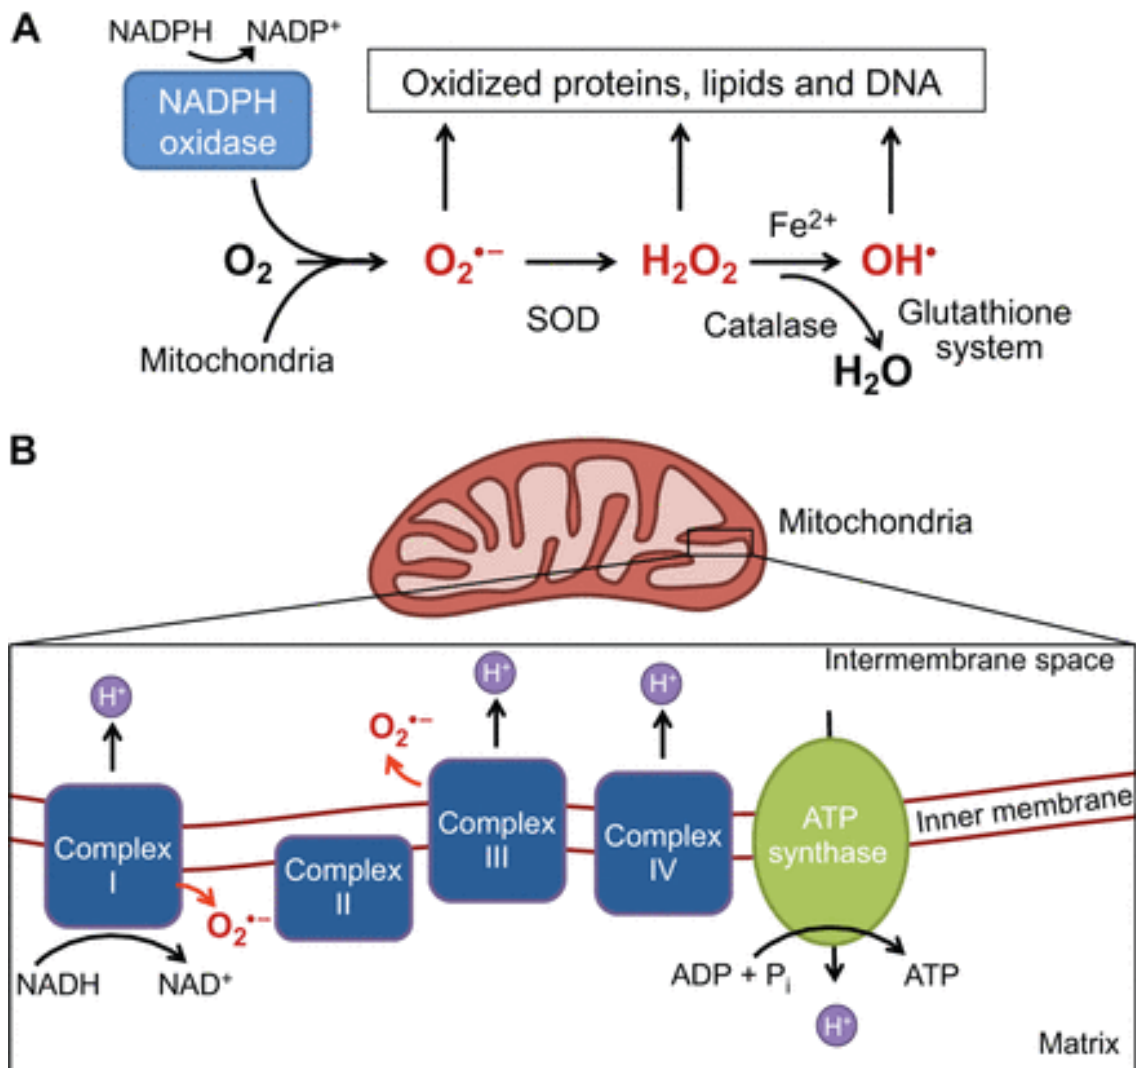 A
NADPH NADP⁺
NADPH
oxidase
Oxidized proteins, lipids and DNA
O₂ O₂•– H₂O₂ Fe²⁺ OH•
SOD
Catalase
Glutathione
system
H₂O
Mitochondria
B
Mitochondria
Intermembrane space
H⁺ H⁺ H⁺
O₂•–
Complex
I
Complex
II
Complex
III
Complex
IV
ATP
synthase
Inner membrane
O₂•–
NADH NAD⁺
ADP + Pᵢ ATP
H⁺
Matrix